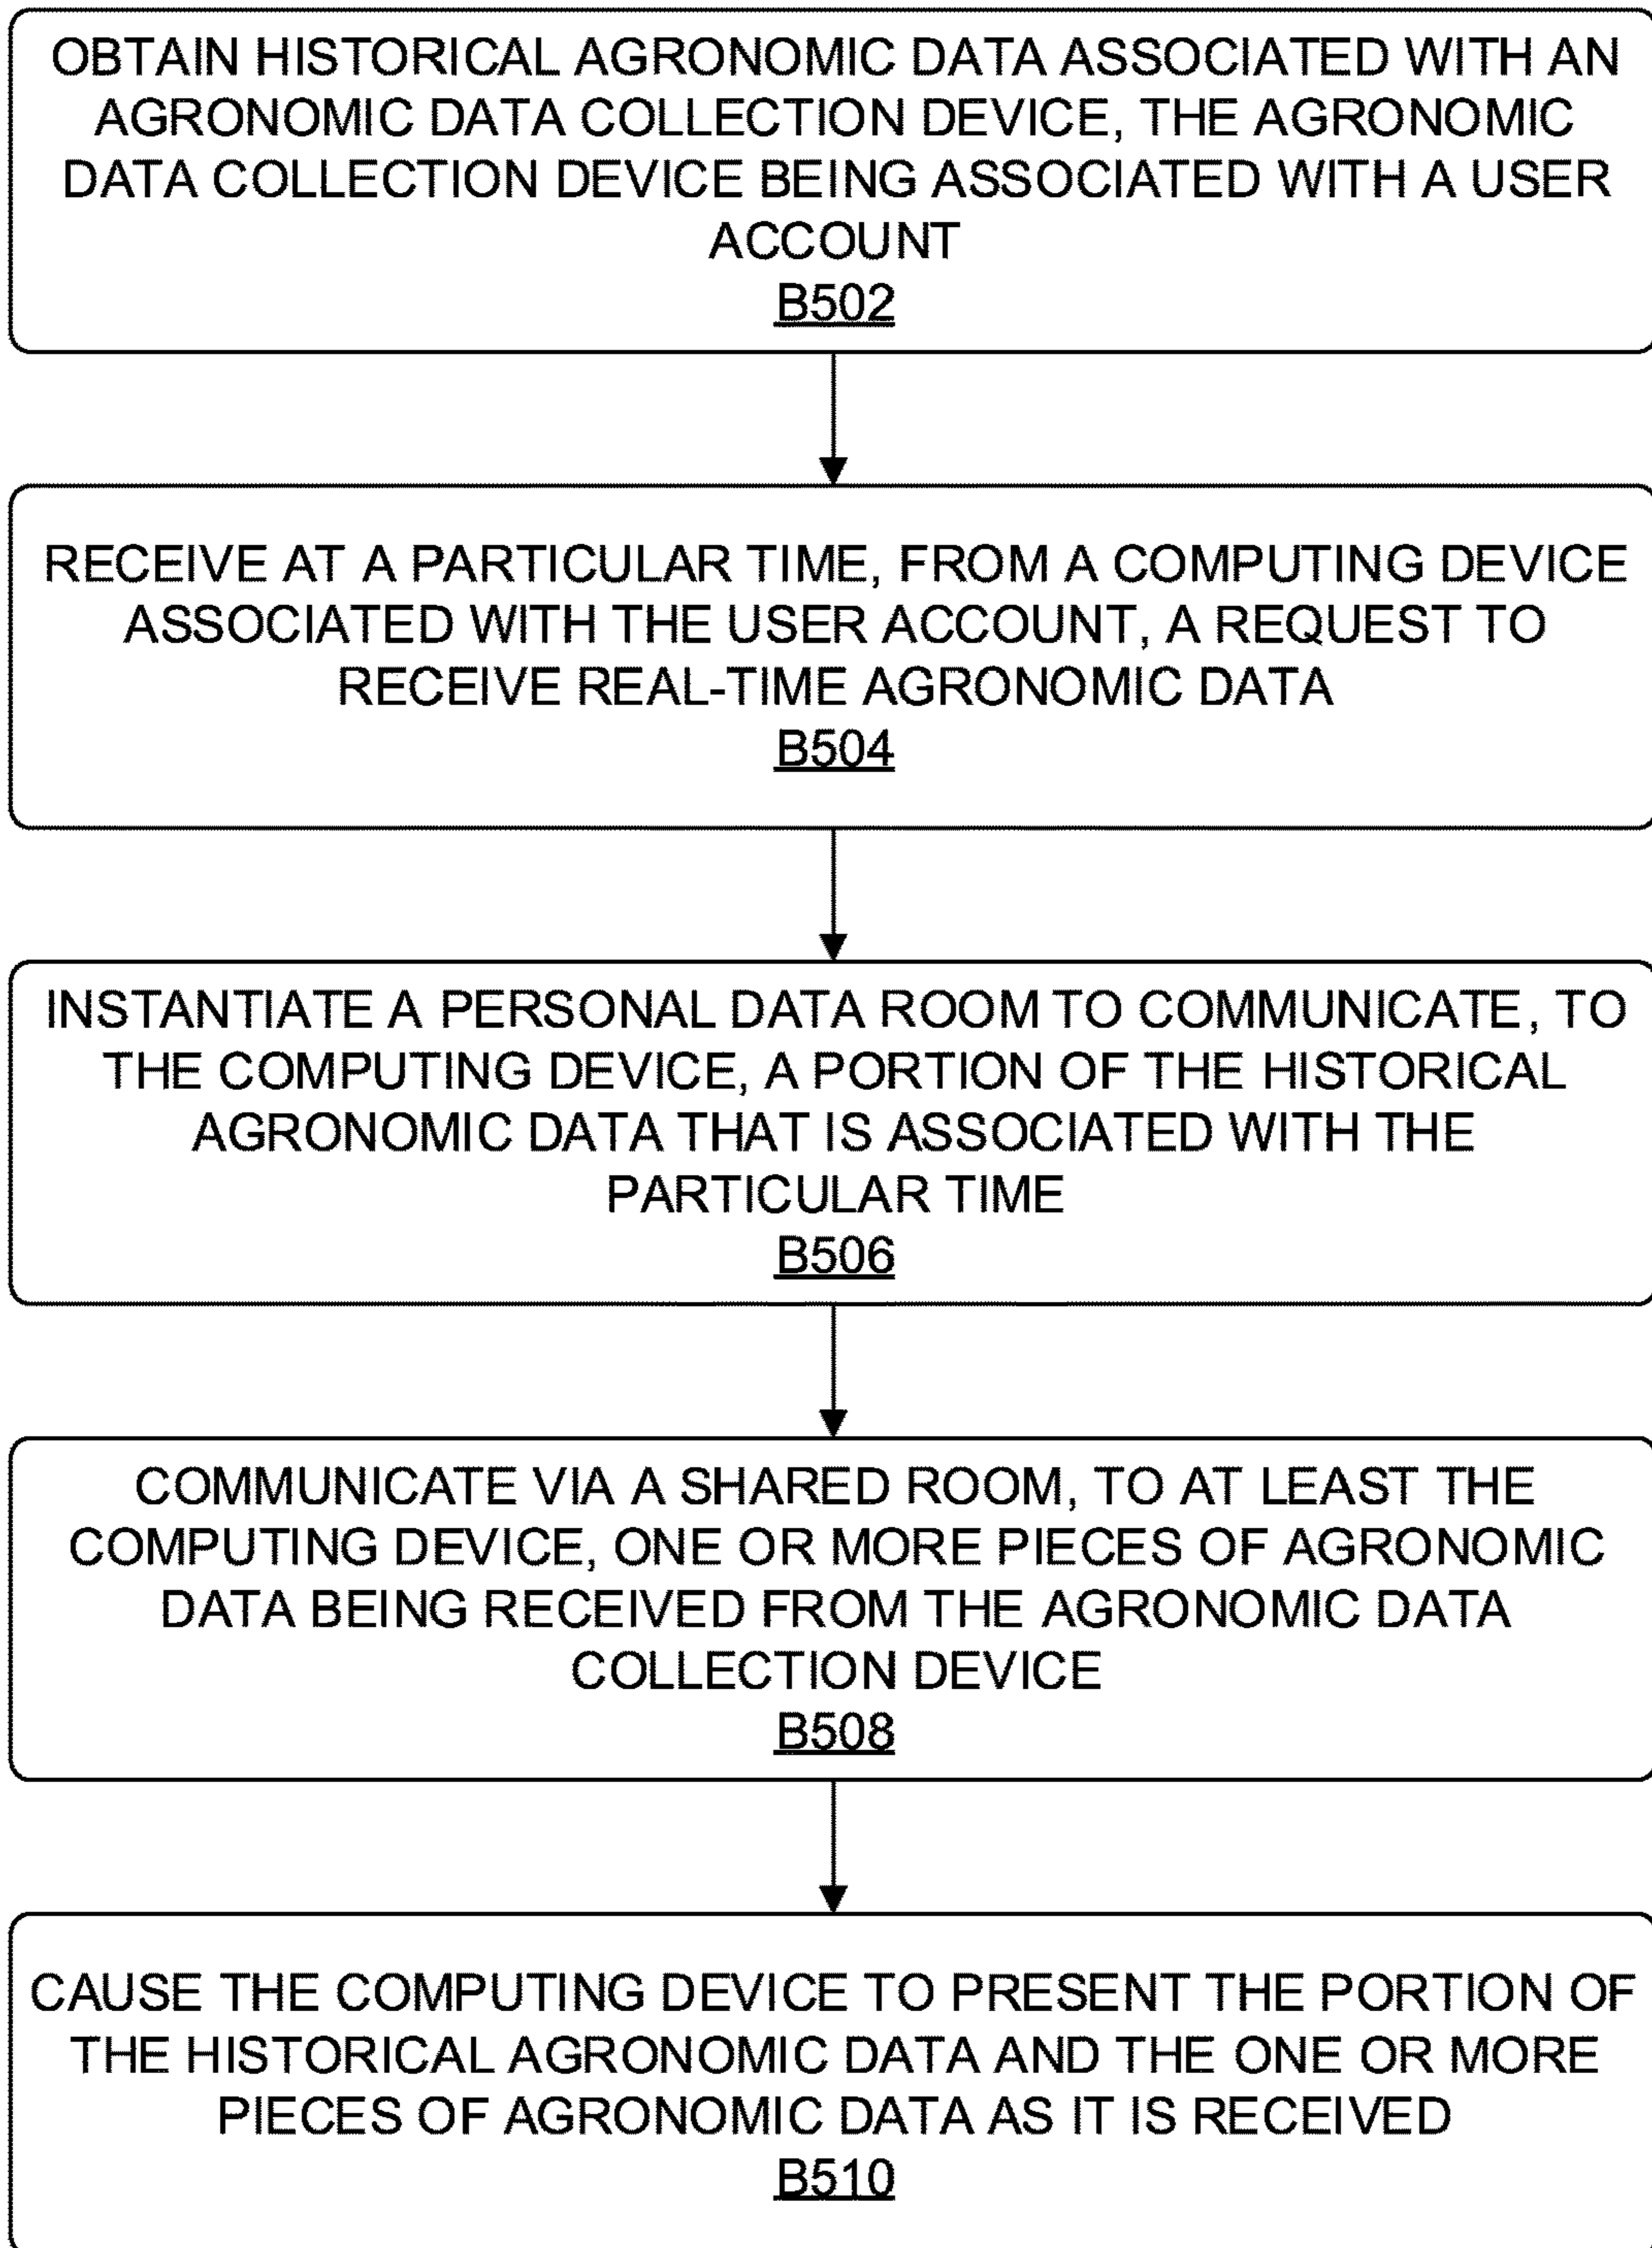 OBTAIN HISTORICAL AGRONOMIC DATA ASSOCIATED WITH AN
AGRONOMIC DATA COLLECTION DEVICE, THE AGRONOMIC
DATA COLLECTION DEVICE BEING ASSOCIATED WITH A USER
ACCOUNT
B502
RECEIVE AT A PARTICULAR TIME, FROM A COMPUTING DEVICE
ASSOCIATED WITH THE USER ACCOUNT, A REQUEST TO
RECEIVE REAL-TIME AGRONOMIC DATA
B504
INSTANTIATE A PERSONAL DATA ROOM TO COMMUNICATE, TO
THE COMPUTING DEVICE, A PORTION OF THE HISTORICAL
AGRONOMIC DATA THAT IS ASSOCIATED WITH THE
PARTICULAR TIME
B506
COMMUNICATE VIA A SHARED ROOM, TO AT LEAST THE
COMPUTING DEVICE, ONE OR MORE PIECES OF AGRONOMIC
DATA BEING RECEIVED FROM THE AGRONOMIC DATA
COLLECTION DEVICE
B508
CAUSE THE COMPUTING DEVICE TO PRESENT THE PORTION OF
THE HISTORICAL AGRONOMIC DATA AND THE ONE OR MORE
PIECES OF AGRONOMIC DATA AS IT IS RECEIVED
B510